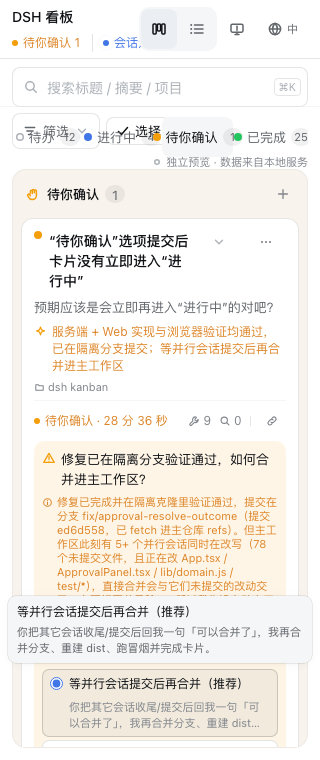 DSH 看板
待你确认 1
会话
中
搜索标题 / 摘要 / 项目
⌘K
筛选
选择
待办 12
进行中
待你确认 1
已完成 25
独立预览 · 数据来自本地服务
待你确认 1
“待你确认”选项提交后
卡片没有立即进入“进
行中”
预期应该是会立即再进入“进行中”的对吧?
服务端 + Web 实现与浏览器验证均通过,
已在隔离分支提交；等并行会话提交后再合
并进主工作区
dsh kanban
待你确认 · 28 分 36 秒
9
0
修复已在隔离分支验证通过，如何合
并进主工作区?
修复已完成并在隔离克隆里验证通过，提交在
分支 fix/approval-resolve-outcome（提交
ed6d558，已 fetch 进主仓库 refs）。但主工
作区此刻有 5+ 个并行会话同时在改写（78
个未提交文件，且正在改 App.tsx /
ApprovalPanel.tsx / lib/domain.js /
test/*），直接合并会与它们未提交的改动交
等并行会话提交后再合并（推荐）
你把其它会话收尾/提交后回我一句「可以合并了」，我再合
并分支、重建 dist、跑冒烟并完成卡片。
等并行会话提交后再合并（推荐）
你把其它会话收尾/提交后回我一句「可
以合并了」，我再合并分支、重建 dist...